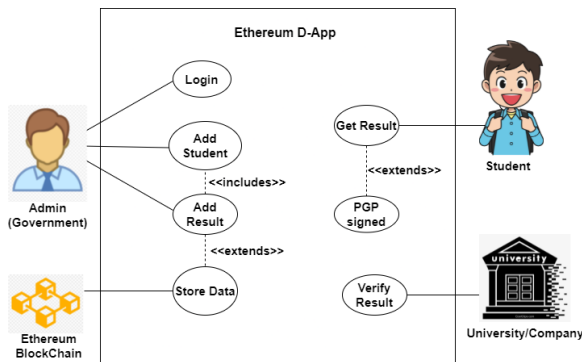 Ethereum D-App
Login
Add
Student
<<includes>>
Add
Result
<<extends>>
Store Data
Get Result
<<extends>>
PGP
signed
Verify
Result
Admin
(Government)
Ethereum
BlockChain
Student
university
University/Company